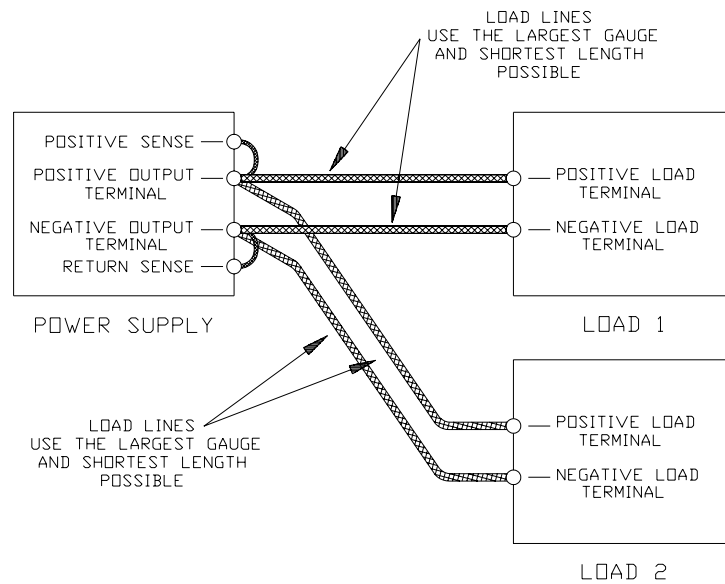 LOAD LINES
USE THE LARGEST GAUGE
AND SHORTEST LENGTH
POSSIBLE
POSITIVE SENSE
POSITIVE OUTPUT
TERMINAL
NEGATIVE OUTPUT
TERMINAL
RETURN SENSE
POWER SUPPLY
POSITIVE LOAD
TERMINAL
NEGATIVE LOAD
TERMINAL
LOAD 1
LOAD LINES
USE THE LARGEST GAUGE
AND SHORTEST LENGTH
POSSIBLE
POSITIVE LOAD
TERMINAL
NEGATIVE LOAD
TERMINAL
LOAD 2